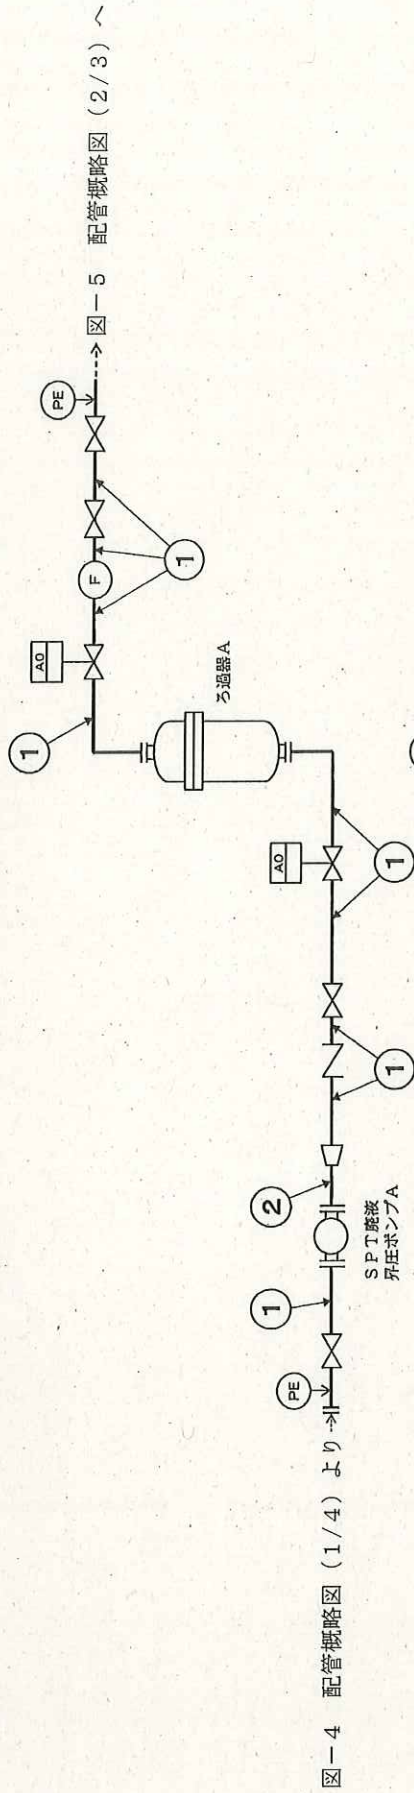 図－5 配管概略図（2/3）へ
PE
F
①
AO
①
ろ過器A
AO
①
①
②
SPT廃液
昇圧ポンプA
①
PE
図－4 配管概略図（1/4）より